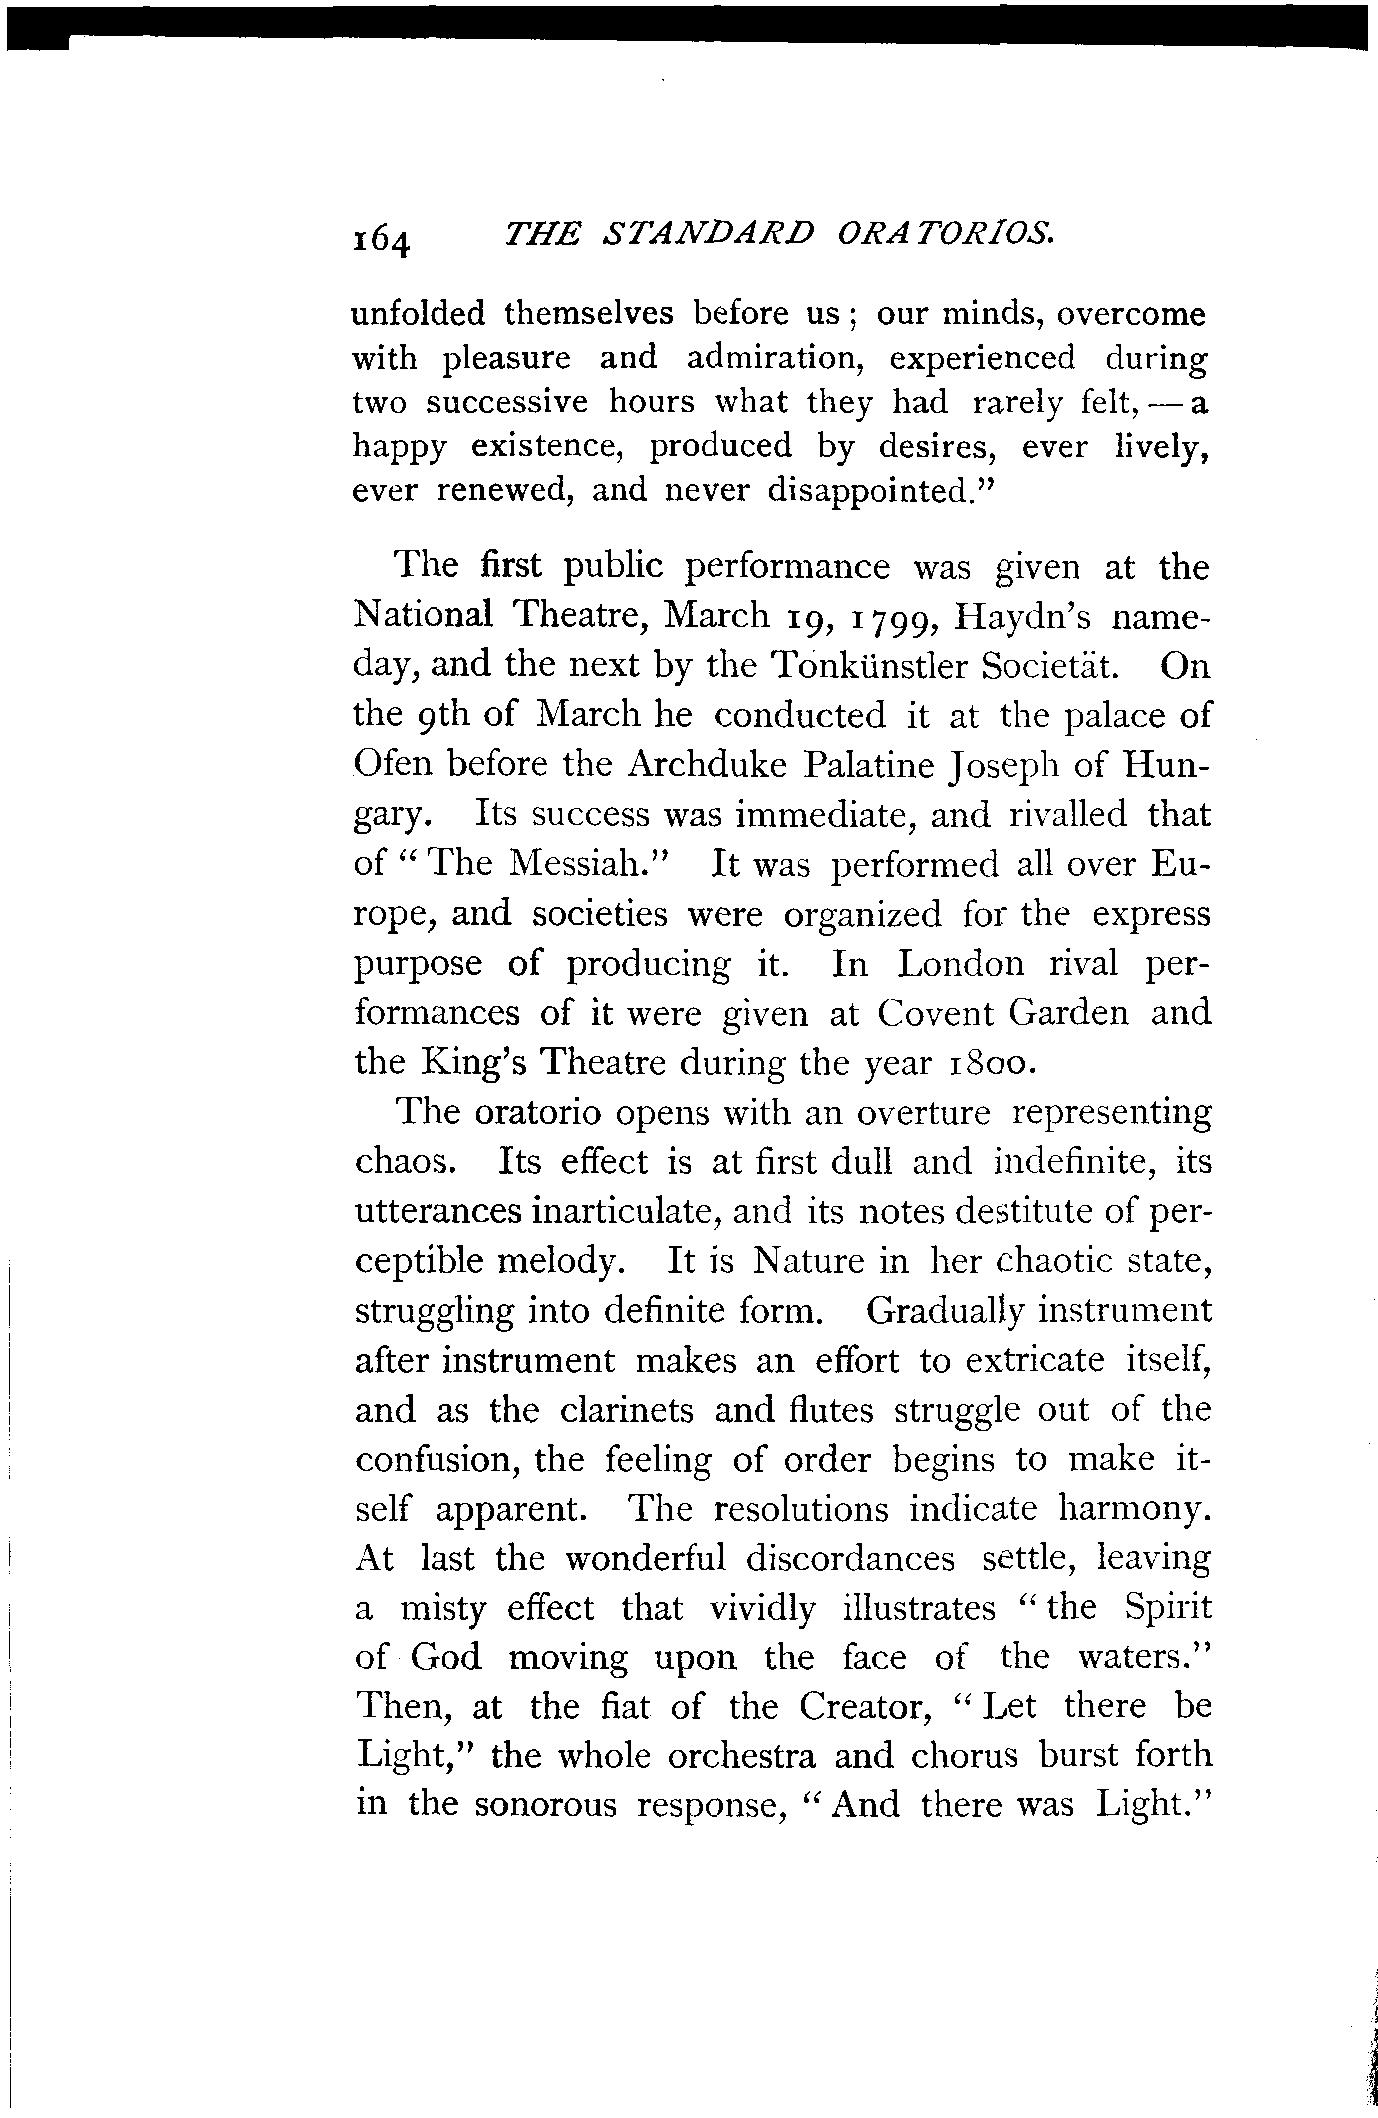 164 THE STANDARD ORATORIOS.
unfolded themselves before us; our minds, overcome
with pleasure and admiration, experienced during
two successive hours what they had rarely felt, — a
happy existence, produced by desires, ever lively,
ever renewed, and never disappointed."
The first public performance was given at the
National Theatre, March 19, 1799, Haydn's name-
day, and the next by the Tonkünstler Societät. On
the 9th of March he conducted it at the palace of
Ofen before the Archduke Palatine Joseph of Hun-
gary. Its success was immediate, and rivalled that
of "The Messiah." It was performed all over Eu-
rope, and societies were organized for the express
purpose of producing it. In London rival per-
formances of it were given at Covent Garden and
the King's Theatre during the year 1800.
The oratorio opens with an overture representing
chaos. Its effect is at first dull and indefinite, its
utterances inarticulate, and its notes destitute of per-
ceptible melody. It is Nature in her chaotic state,
struggling into definite form. Gradually instrument
after instrument makes an effort to extricate itself,
and as the clarinets and flutes struggle out of the
confusion, the feeling of order begins to make it-
self apparent. The resolutions indicate harmony.
At last the wonderful discordances settle, leaving
a misty effect that vividly illustrates "the Spirit
of God moving upon the face of the waters."
Then, at the fiat of the Creator, "Let there be
Light," the whole orchestra and chorus burst forth
in the sonorous response, "And there was Light."